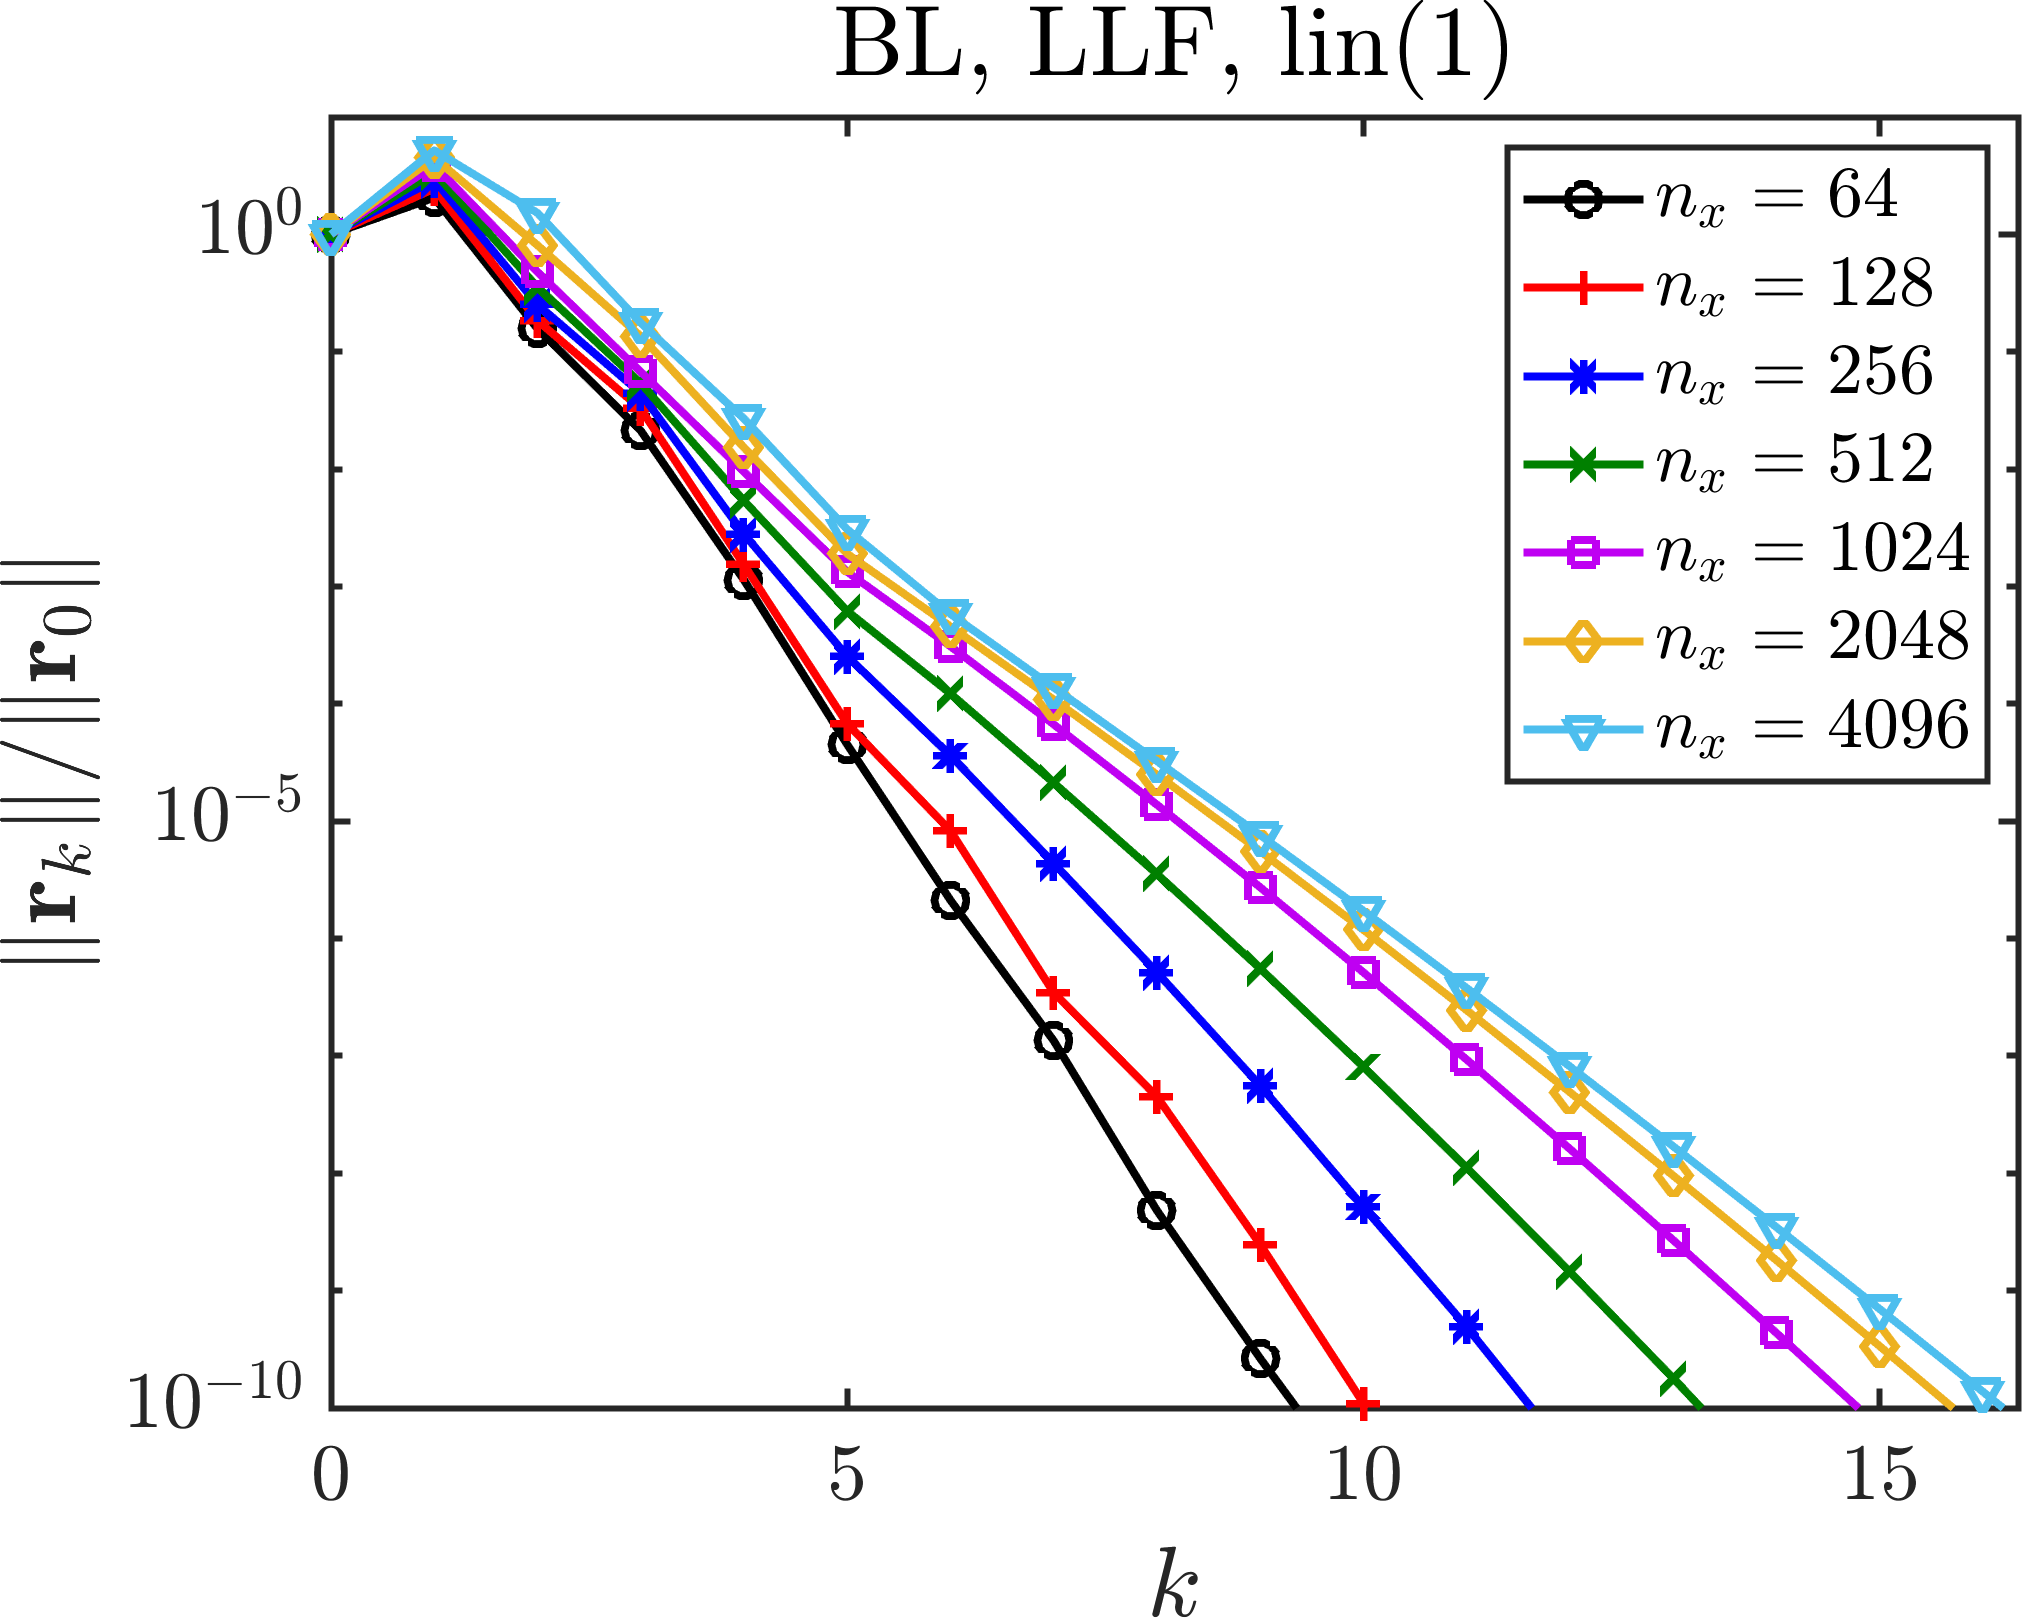 BL, LLF, lin(1)
‖r_k‖/‖r_0‖
10^0
10^{-5}
10^{-10}
0 5 10 15
k
n_x = 64
n_x = 128
n_x = 256
n_x = 512
n_x = 1024
n_x = 2048
n_x = 4096